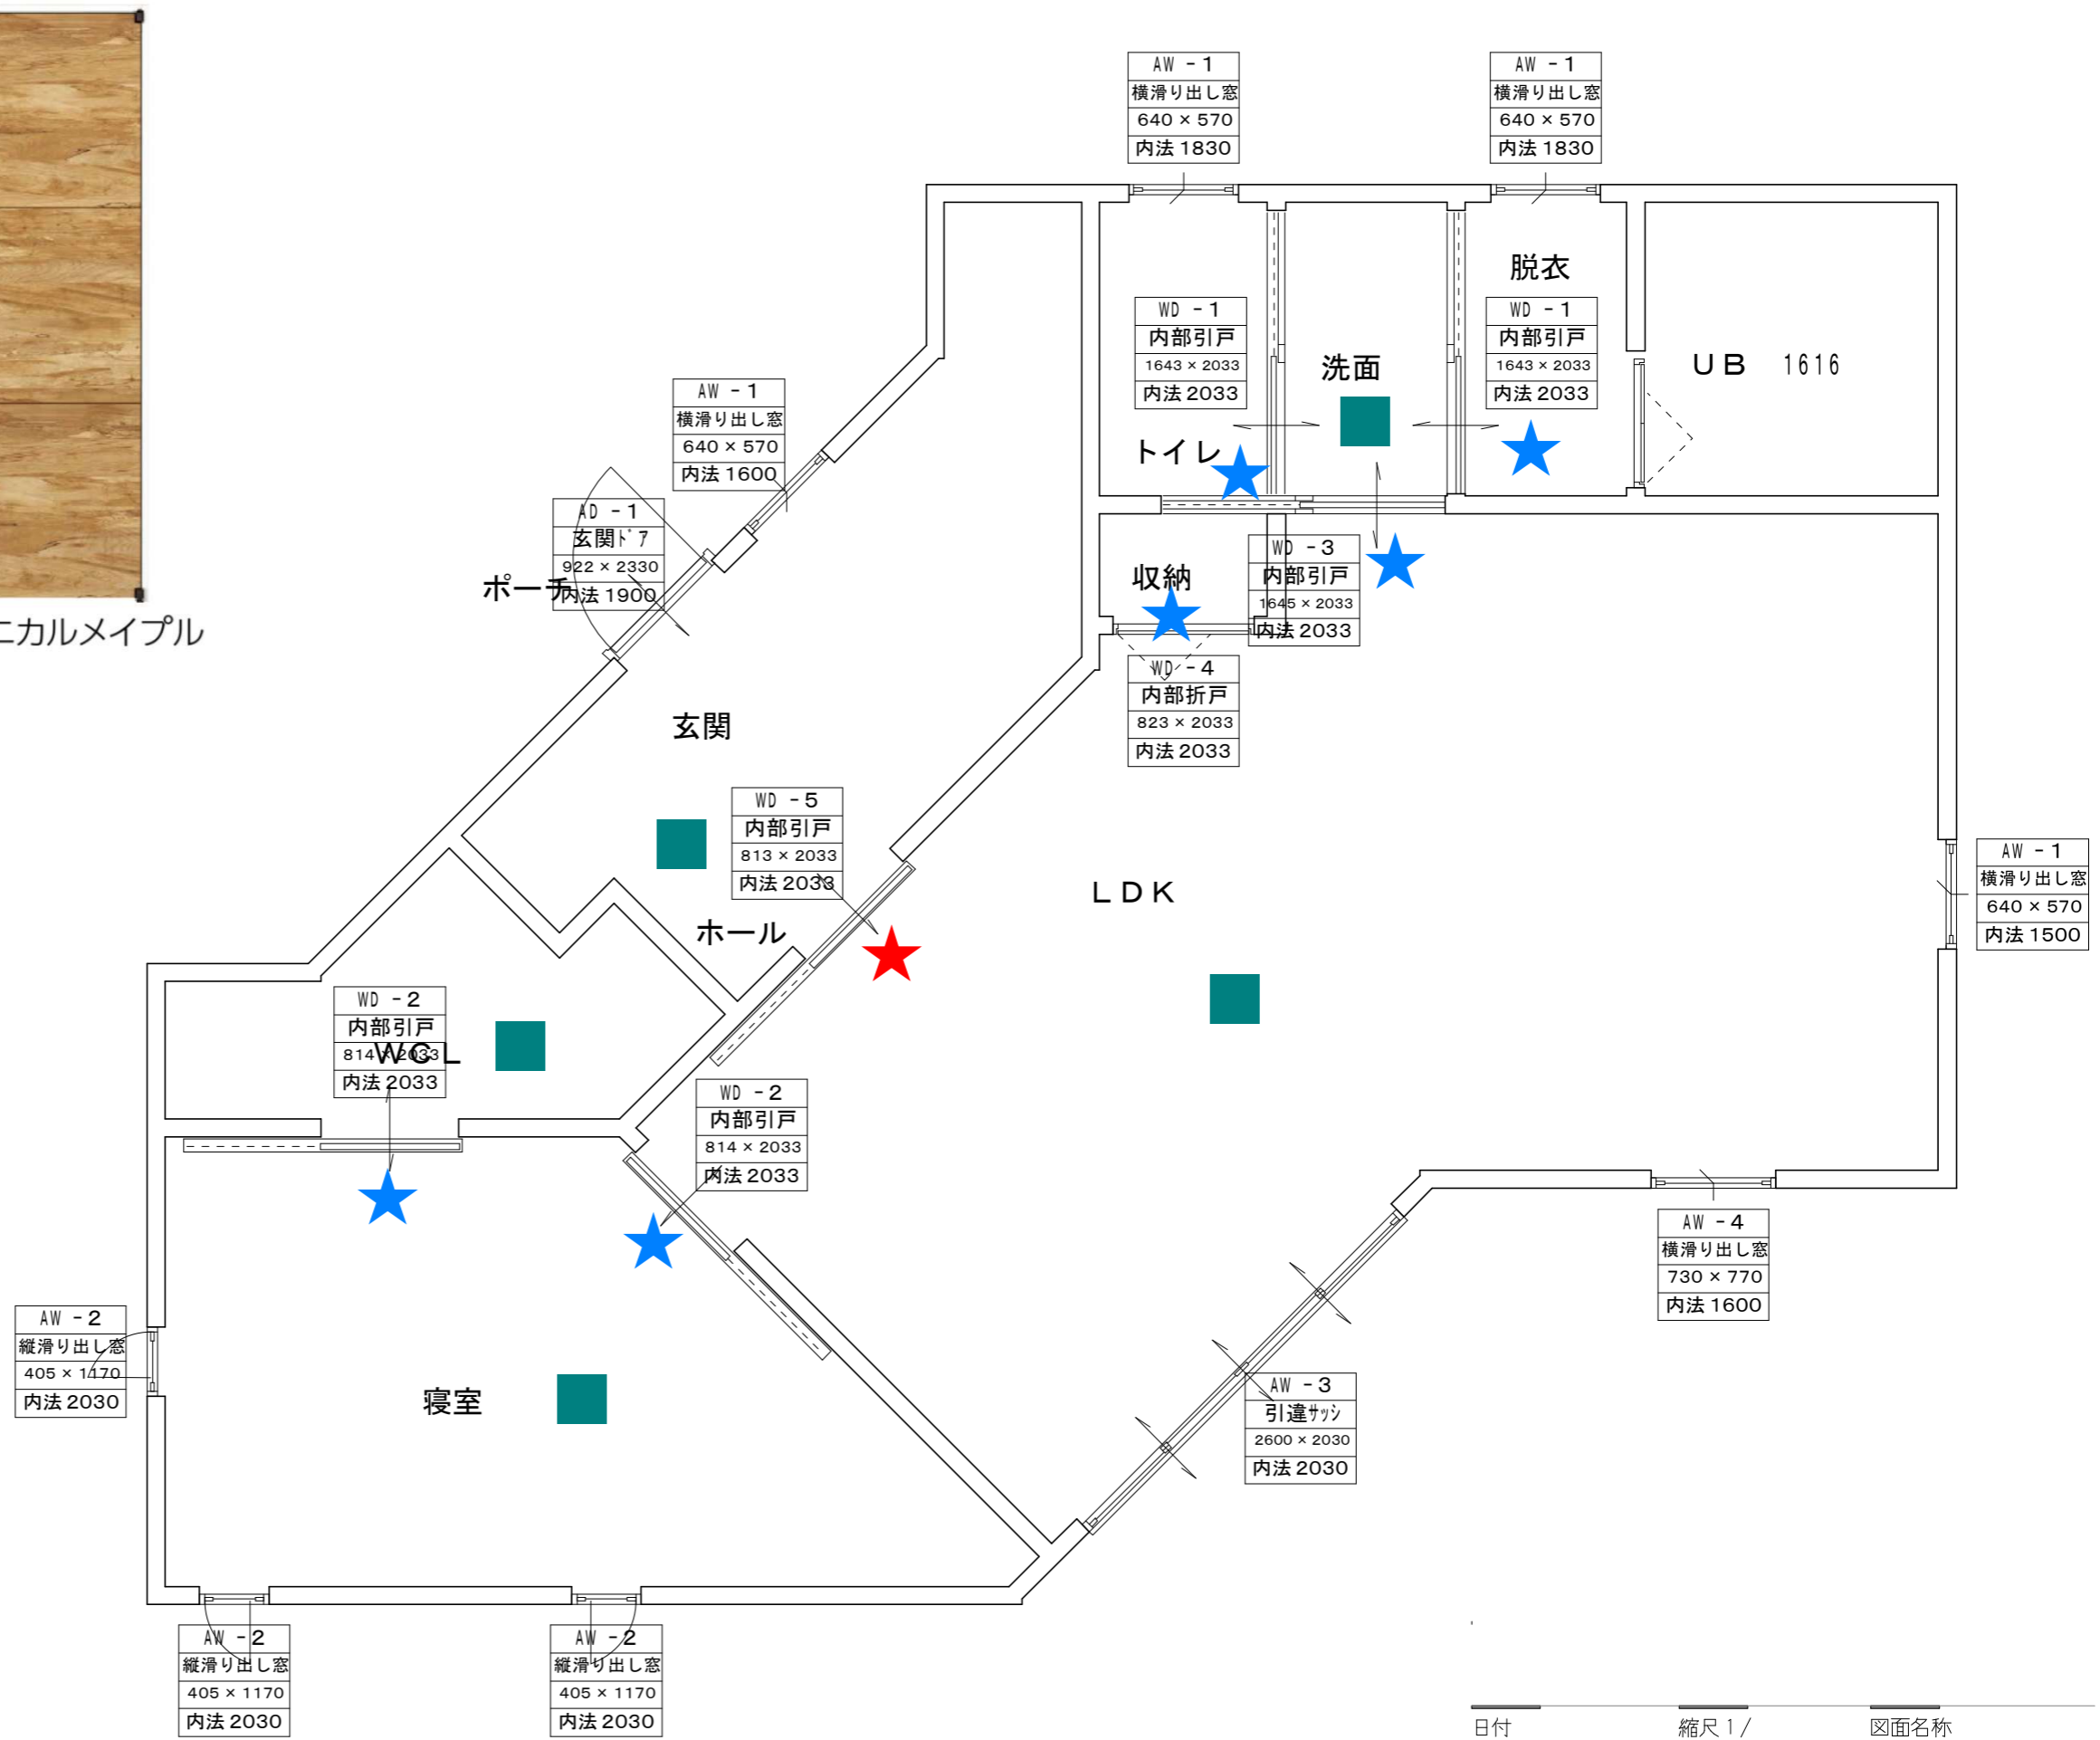 AW -1
横滑り出し窓
640 × 570
内法 1830
AW -1
横滑り出し窓
640 × 570
内法 1830
脱衣
WD -1
内部引戸
1643 × 2033
内法 2033
WD -1
内部引戸
1643 × 2033
内法 2033
洗面
UB 1616
トイレ
AW -1
横滑り出し窓
640 × 570
内法 1600
AD -1
玄関ドア
922 × 2330
内法 1900
ポーチ
ニカルメイプル
収納
WD -3
内部引戸
1645 × 2033
内法 2033
WD -4
内部折戸
823 × 2033
内法 2033
玄関
WD -5
内部引戸
813 × 2033
内法 2033
ホール
LDK
AW -1
横滑り出し窓
640 × 570
内法 1500
WD -2
内部引戸
814 × 2033
内法 2033
WCL
WD -2
内部引戸
814 × 2033
内法 2033
AW -4
横滑り出し窓
730 × 770
内法 1600
AW -2
縦滑り出し窓
405 × 1170
内法 2030
寝室
AW -3
引違サッシ
2600 × 2030
内法 2030
AW -2
縦滑り出し窓
405 × 1170
内法 2030
AW -2
縦滑り出し窓
405 × 1170
内法 2030
日付
縮尺 1/
図面名称